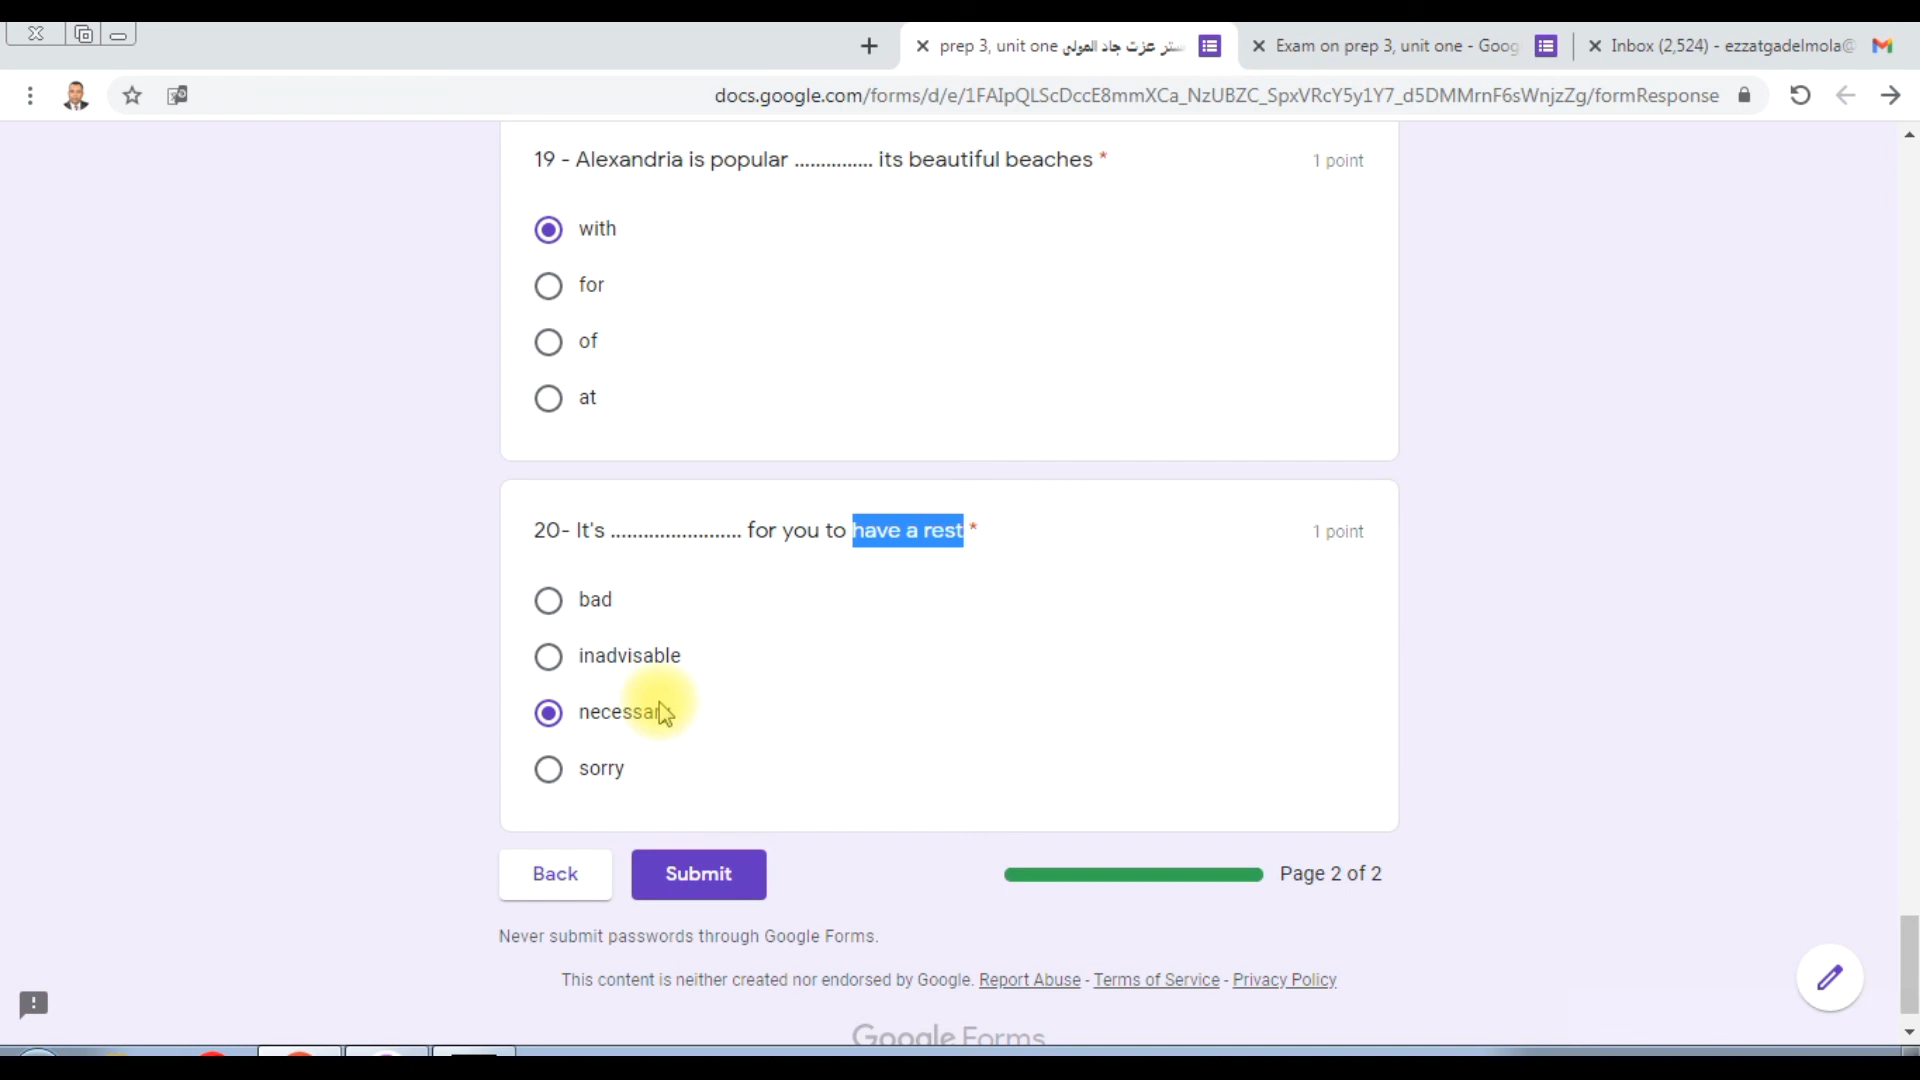 prep 3, unit one ستر عزت جاد المولى
Exam on prep 3, unit one - Goog
Inbox (2,524) - ezzatgadelmola@
docs.google.com/forms/d/e/1FAIpQLScDccE8mmXCa_NzUBZC_SpxVRcY5y1Y7_d5DMMrnF6sWnjzZg/formResponse
19 - Alexandria is popular ............... its beautiful beaches *
1 point
with
for
of
at
20- It's ........................ for you to have a rest *
1 point
bad
inadvisable
necessary
sorry
Back
Submit
Page 2 of 2
Never submit passwords through Google Forms.
This content is neither created nor endorsed by Google. Report Abuse - Terms of Service - Privacy Policy
Google Forms